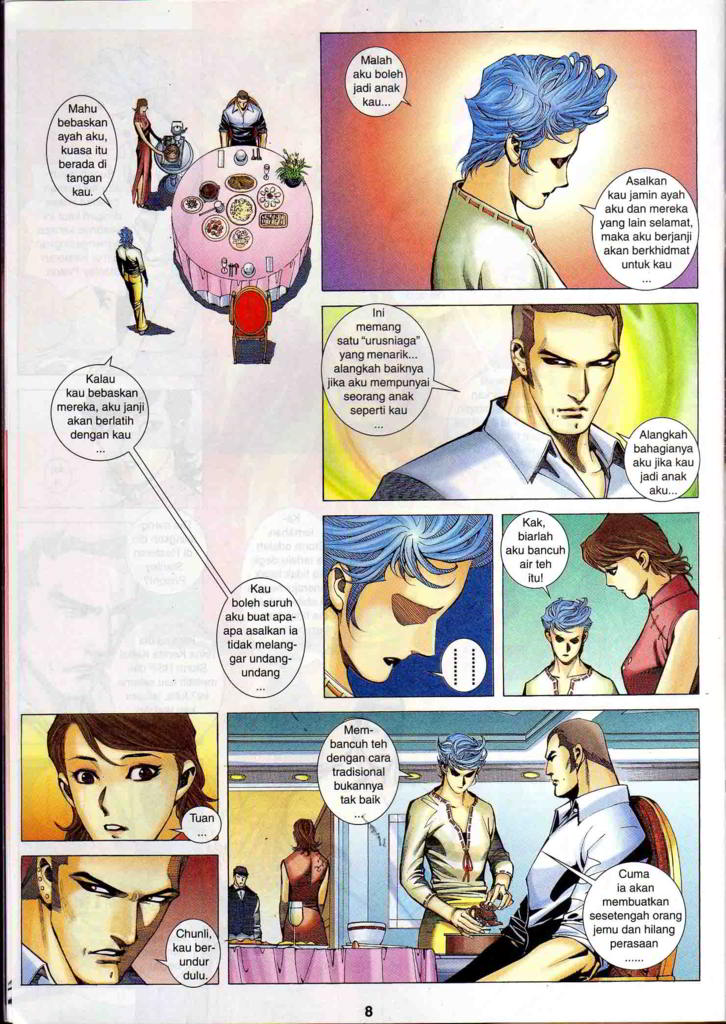 Mahu
bebaskan
ayah aku,
kuasa itu
berada di
tangan
kau.
Kalau
kau bebaskan
mereka, aku janji
akan berlatih
dengan kau
...
Kau
boleh suruh
aku buat apa-
apa asalkan ia
tidak melang-
gar undang-
undang
...
Malah
aku boleh
jadi anak
kau...
Asalkan
kau jamin ayah
aku dan mereka
yang lain selamat,
maka aku berjanji
akan berkhidmat
untuk kau
...
Ini
memang
satu "urusniaga"
yang menarik...
alangkah baiknya
jika aku mempunyai
seorang anak
seperti kau
...
Alangkah
bahagianya
aku jika kau
jadi anak
aku...
Kak,
biarlah
aku bancuh
air teh
itu!
Tuan
...
Chunli,
kau ber-
undur
dulu.
Mem-
bancuh teh
dengan cara
tradisional
bukannya
tak baik
...
Cuma
ia akan
membuatkan
sesetengah orang
jemu dan hilang
perasaan
......
8